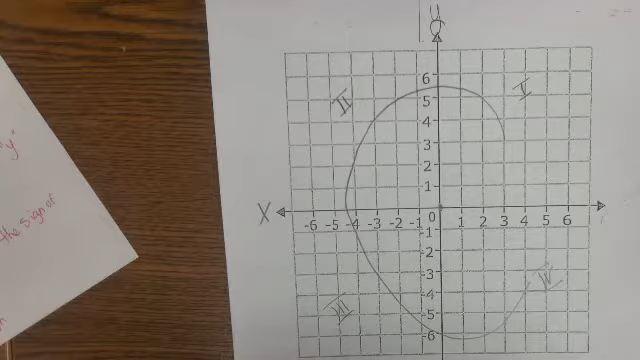 y
II
I
6
5
4
3
2
1
X
-6 -5 -4 -3 -2 -1 0 1 2 3 4 5 6
-1
-2
-3
-4
-5
-6
III
IV
"y"
the sign of